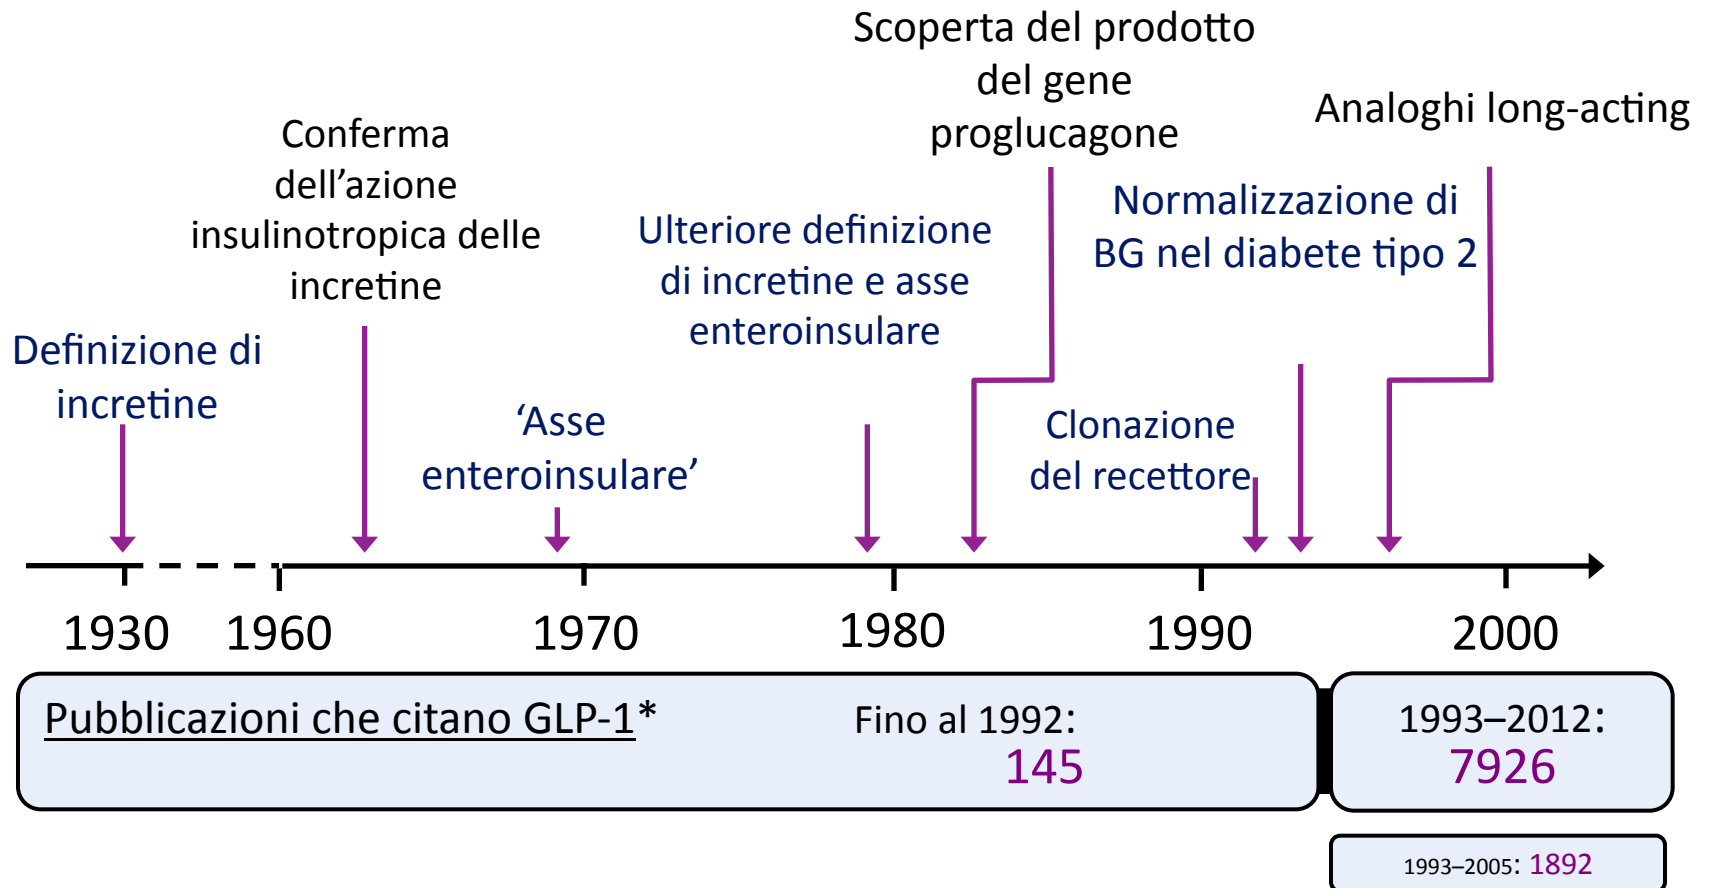 Scoperta del prodotto
del gene
proglucagone
Analoghi long-acting
Conferma
dell’azione
insulinotropica delle
incretine
Normalizzazione di
BG nel diabete tipo 2
Ulteriore definizione
di incretine e asse
enteroinsulare
Definizione di
incretine
‘Asse
enteroinsulare’
Clonazione
del recettore
1930
1960
1970
1980
1990
2000
Pubblicazioni che citano GLP-1*
Fino al 1992:
145
1993–2012:
7926
1993–2005: 1892